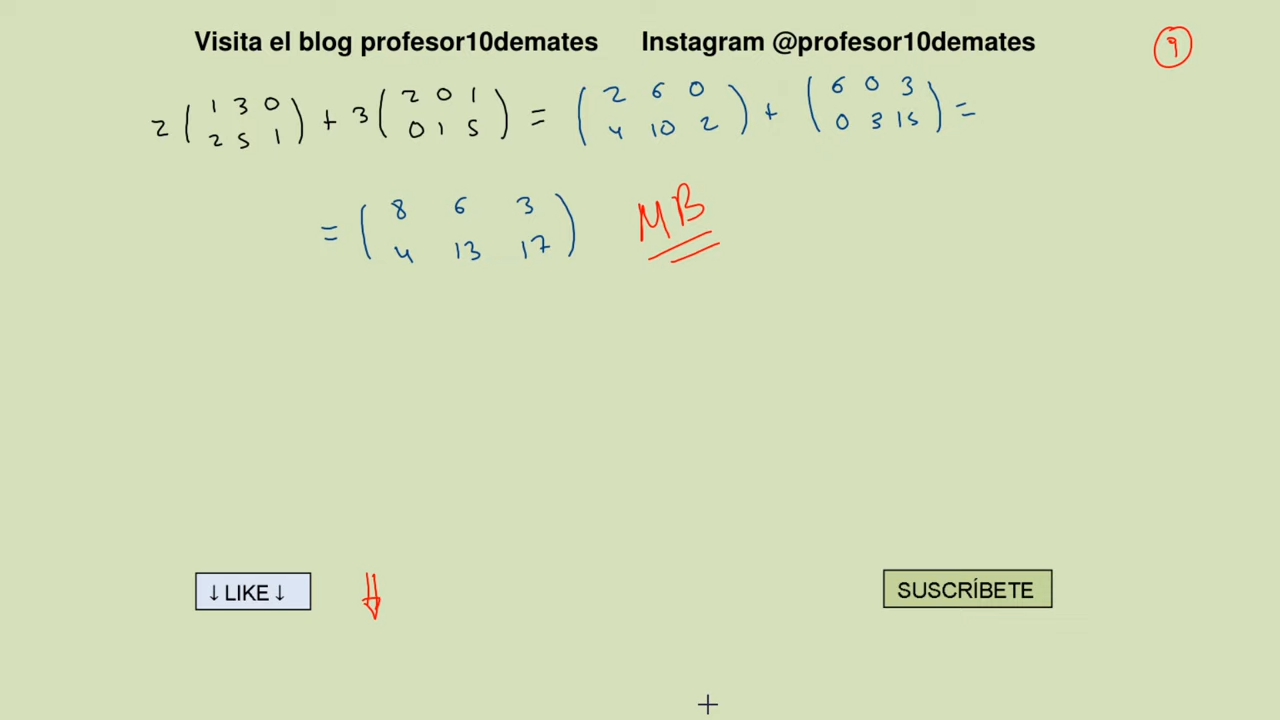 Visita el blog profesor10demates Instagram @profesor10demates 9
2 ( 1 3 0 ) + 3 ( 2 0 1 ) = ( 2 6 0 ) + ( 6 0 3 ) =
( 2 5 1 ) ( 0 1 5 ) ( 4 10 2 ) ( 0 3 15 )
= ( 8 6 3 ) MB
( 4 13 17 )
↓ LIKE ↓ SUSCRÍBETE